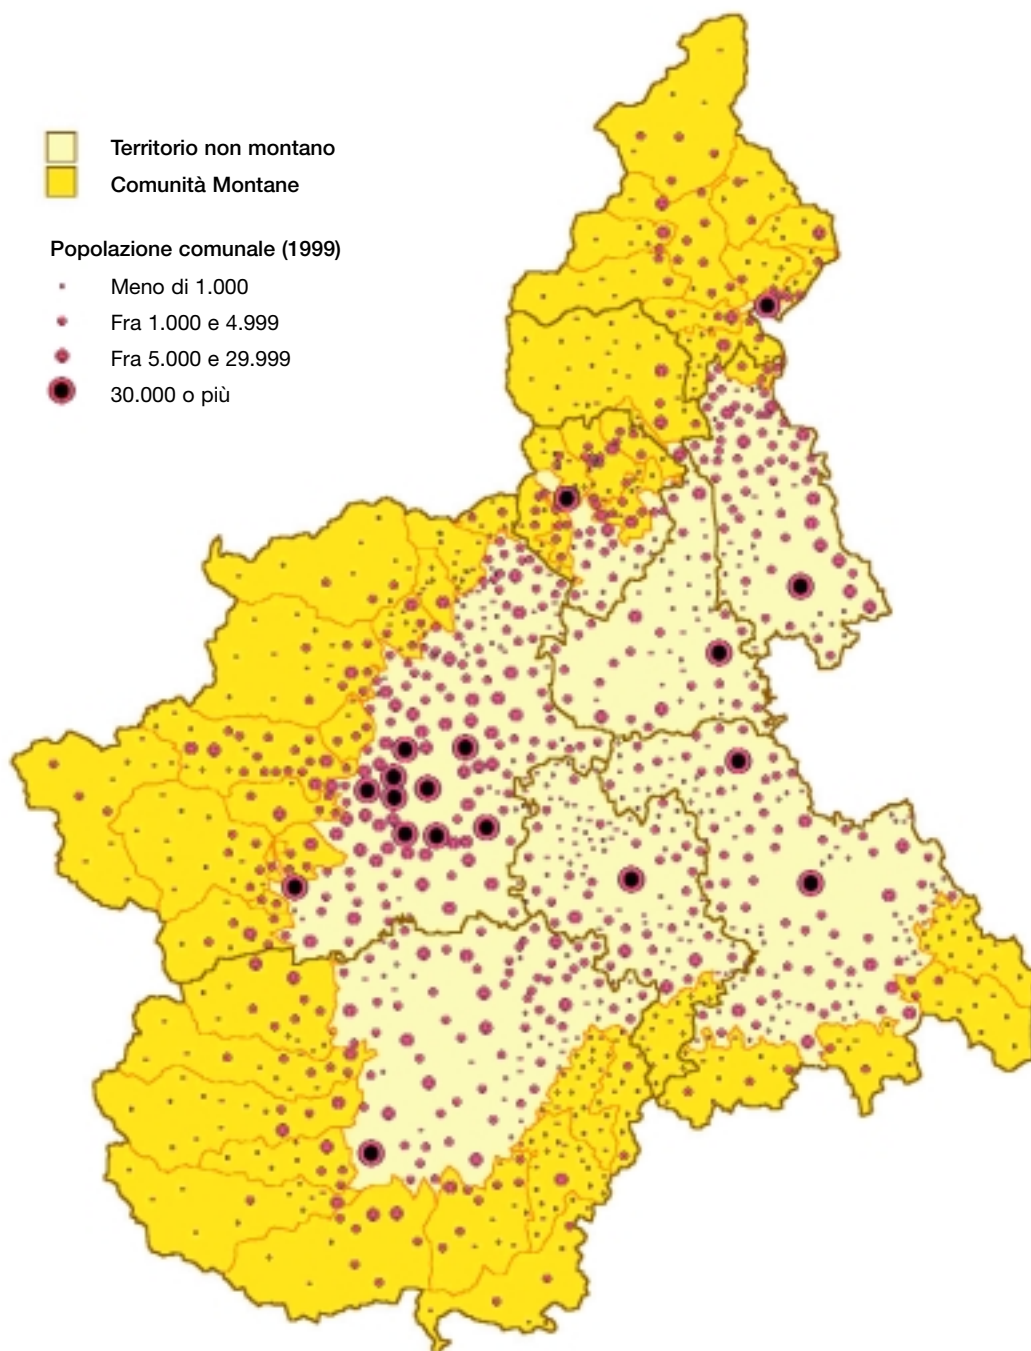 Territorio non montano
Comunità Montane
Popolazione comunale (1999)
Meno di 1.000
Fra 1.000 e 4.999
Fra 5.000 e 29.999
30.000 o più